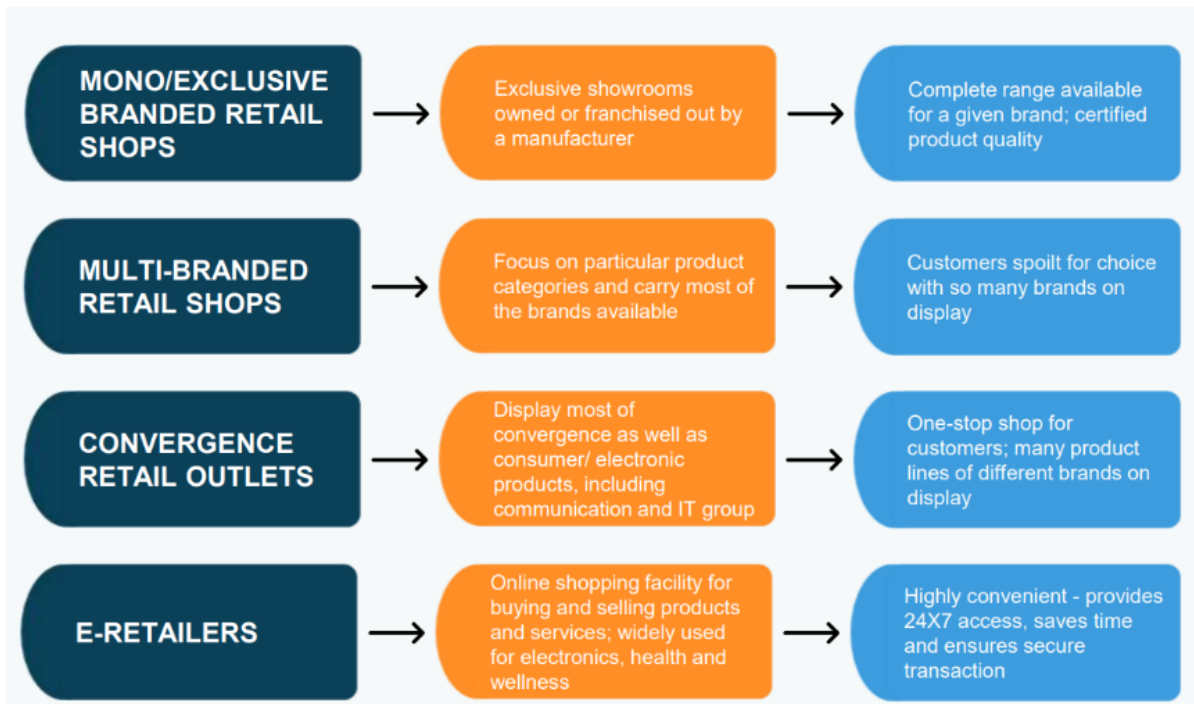 MONO/EXCLUSIVE
BRANDED RETAIL
SHOPS
Exclusive showrooms
owned or franchised out by
a manufacturer
Complete range available
for a given brand; certified
product quality
MULTI-BRANDED
RETAIL SHOPS
Focus on particular product
categories and carry most of
the brands available
Customers spoilt for choice
with so many brands on
display
CONVERGENCE
RETAIL OUTLETS
Display most of
convergence as well as
consumer/ electronic
products, including
communication and IT group
One-stop shop for
customers; many product
lines of different brands on
display
E-RETAILERS
Online shopping facility for
buying and selling products
and services; widely used
for electronics, health and
wellness
Highly convenient - provides
24X7 access, saves time
and ensures secure
transaction